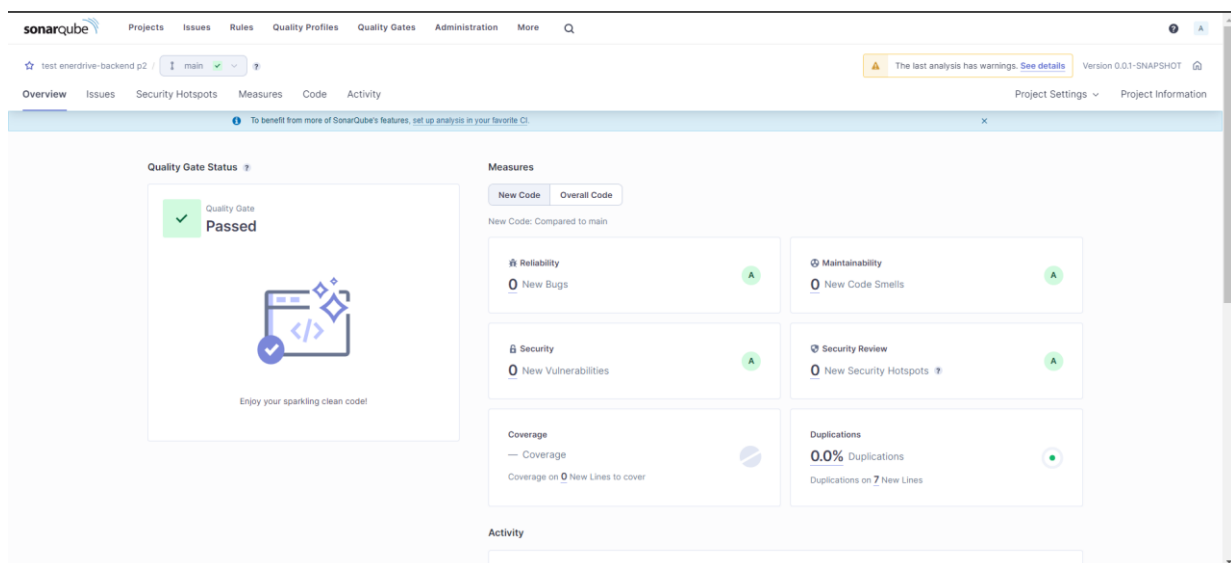 sonarqube Projects Issues Rules Quality Profiles Quality Gates Administration More ? A
test enerdrive-backend p2 / main ? The last analysis has warnings. See details Version 0.0.1-SNAPSHOT
Overview Issues Security Hotspots Measures Code Activity Project Settings Project Information
To benefit from more of SonarQube's features, set up analysis in your favorite CI.
Quality Gate Status ?
Quality Gate
Passed
Enjoy your sparkling clean code!
Measures
New Code Overall Code
New Code: Compared to main
Reliability
0 New Bugs A
Maintainability
0 New Code Smells A
Security
0 New Vulnerabilities A
Security Review
0 New Security Hotspots ? A
Coverage
— Coverage
Coverage on 0 New Lines to cover
Duplications
0.0% Duplications
Duplications on 7 New Lines
Activity